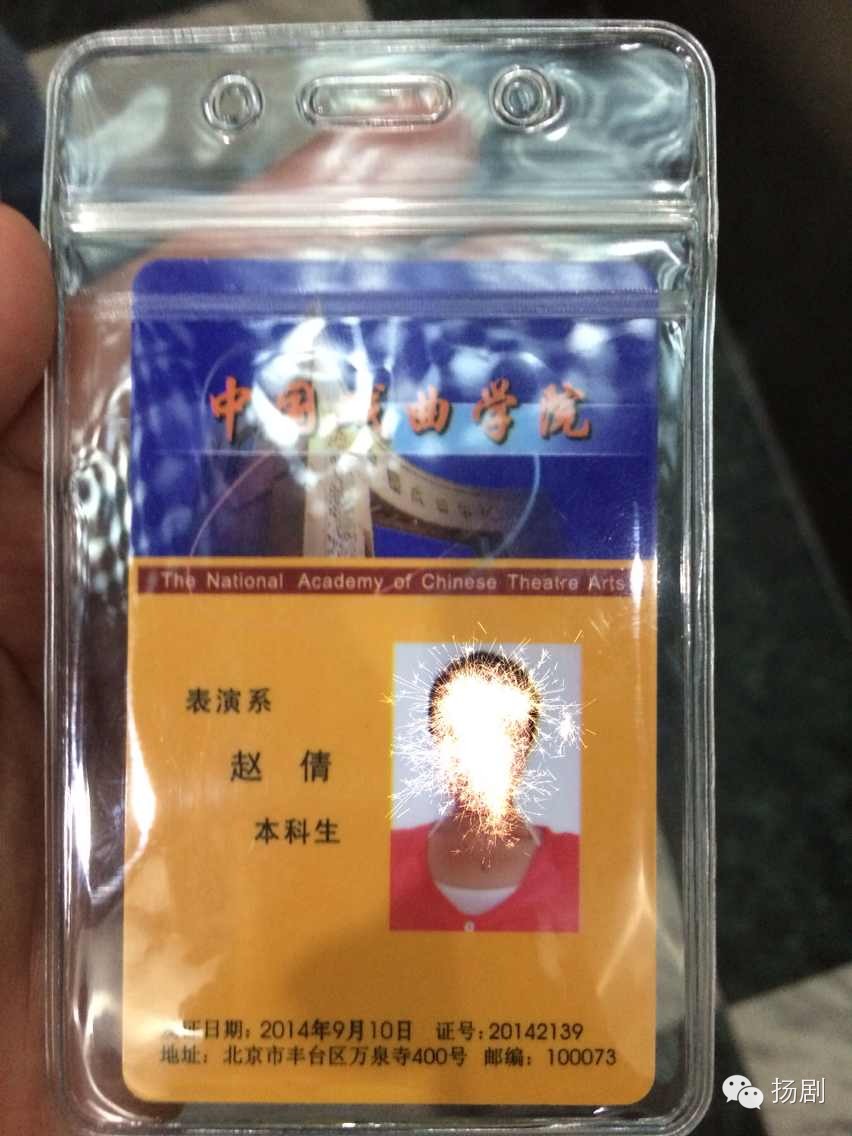 中国戏曲学院
The National Academy of Chinese Theatre Arts
表演系
赵 倩
本科生
发证日期：2014年9月10日 证号：20142139
地址：北京市丰台区万泉寺400号 邮编：100073
扬剧